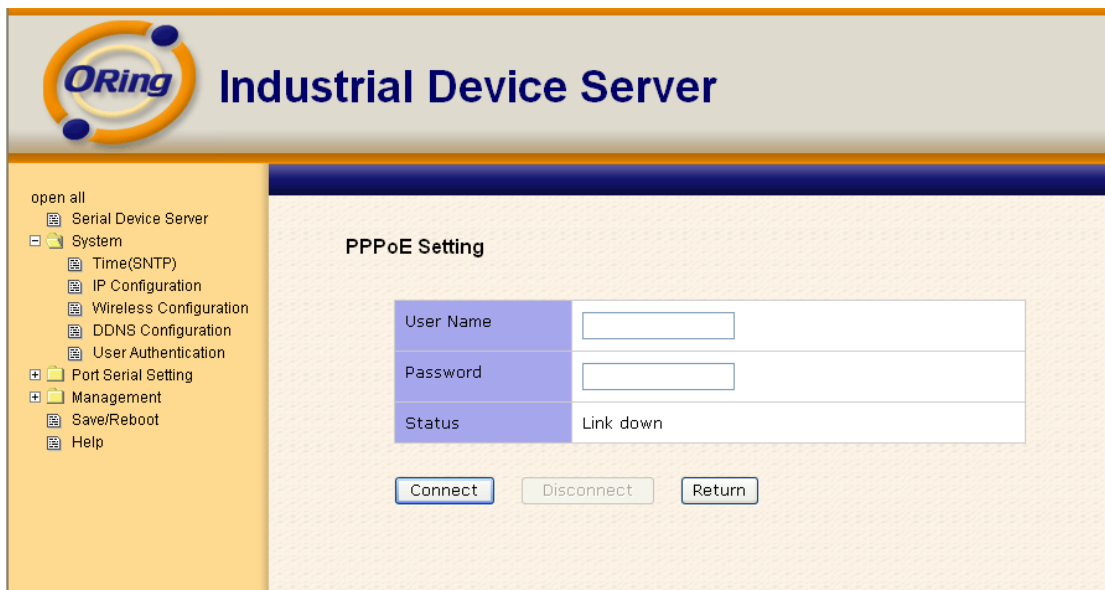 ORing
Industrial Device Server
open all
Serial Device Server
System
Time(SNTP)
IP Configuration
Wireless Configuration
DDNS Configuration
User Authentication
Port Serial Setting
Management
Save/Reboot
Help
PPPoE Setting
User Name
Password
Status Link down
Connect Disconnect Return